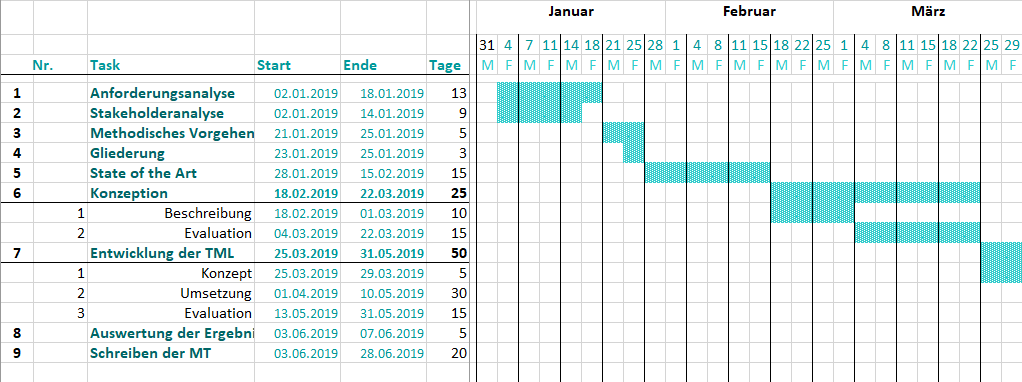 Januar Februar März
31 4 7 11 14 18 21 25 28 1 4 8 11 15 18 22 25 1 4 8 11 15 18 22 25 29
Nr. Task Start Ende Tage M F M F M F M F M F M F M F M F M F M F M F M F M F
1 Anforderungsanalyse 02.01.2019 18.01.2019 13
2 Stakeholderanalyse 02.01.2019 14.01.2019 9
3 Methodisches Vorgehen 21.01.2019 25.01.2019 5
4 Gliederung 23.01.2019 25.01.2019 3
5 State of the Art 28.01.2019 15.02.2019 15
6 Konzeption 18.02.2019 22.03.2019 25
1 Beschreibung 18.02.2019 01.03.2019 10
2 Evaluation 04.03.2019 22.03.2019 15
7 Entwicklung der TML 25.03.2019 31.05.2019 50
1 Konzept 25.03.2019 29.03.2019 5
2 Umsetzung 01.04.2019 10.05.2019 30
3 Evaluation 13.05.2019 31.05.2019 15
8 Auswertung der Ergebni 03.06.2019 07.06.2019 5
9 Schreiben der MT 03.06.2019 28.06.2019 20